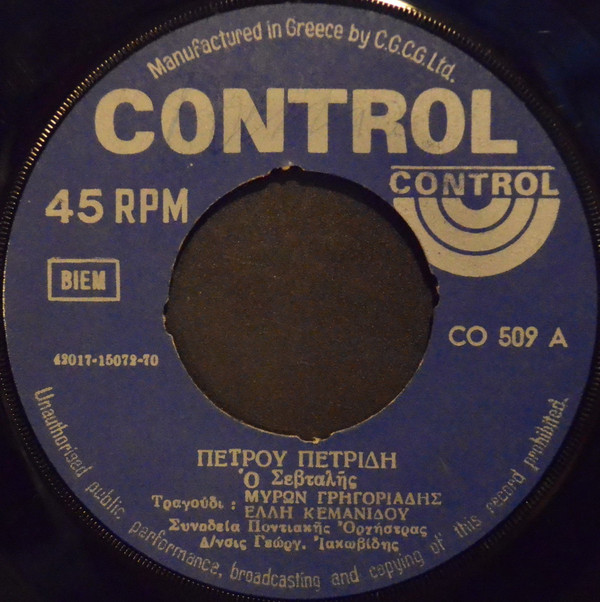 Manufactured in Greece by C.G.C.G. Ltd.
CONTROL
CONTROL
45 RPM
BIEM
CO 509 A
42017-15072-70
ΠΕΤΡΟΥ ΠΕΤΡΙΔΗ
Ὁ Σεβταλῆς
Τραγούδι: ΜΥΡΩΝ ΓΡΗΓΟΡΙΑΔΗΣ
ΕΛΛΗ ΚΕΜΑΝΙΔΟΥ
Συνοδεία Ποντιακῆς Ὀρχήστρας
Δ/νσις Γεώργ. Ἰακωβίδης
Unauthorised public performance, broadcasting and copying of this record prohibited.